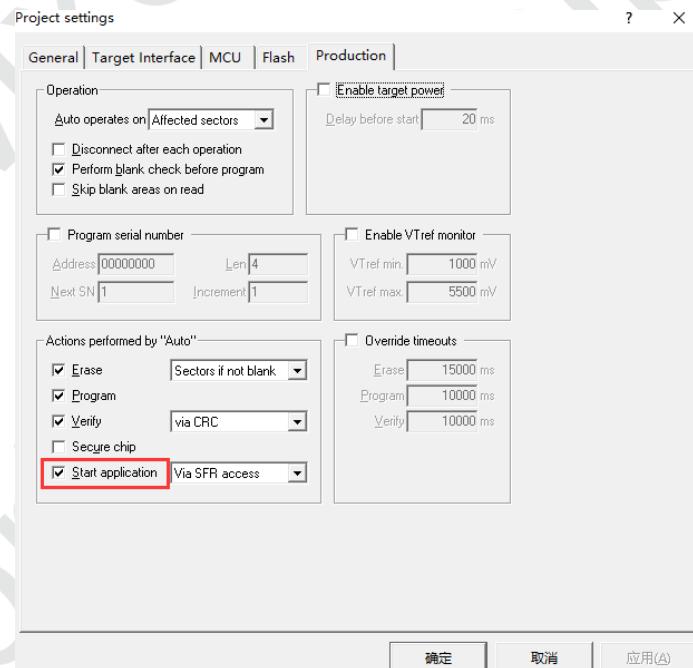 Project settings
? ×
General Target Interface MCU Flash Production
Operation
Auto operates on Affected sectors
Disconnect after each operation
Perform blank check before program
Skip blank areas on read
Enable target power
Delay before start 20 ms
Program serial number
Address 00000000 Len 4
Next SN 1 Increment 1
Enable VTref monitor
VTref min. 1000 mV
VTref max. 5500 mV
Actions performed by "Auto"
Erase Sectors if not blank
Program
Verify via CRC
Secure chip
Start application Via SFR access
Override timeouts
Erase 15000 ms
Program 10000 ms
Verify 10000 ms
确定 取消 应用(A)